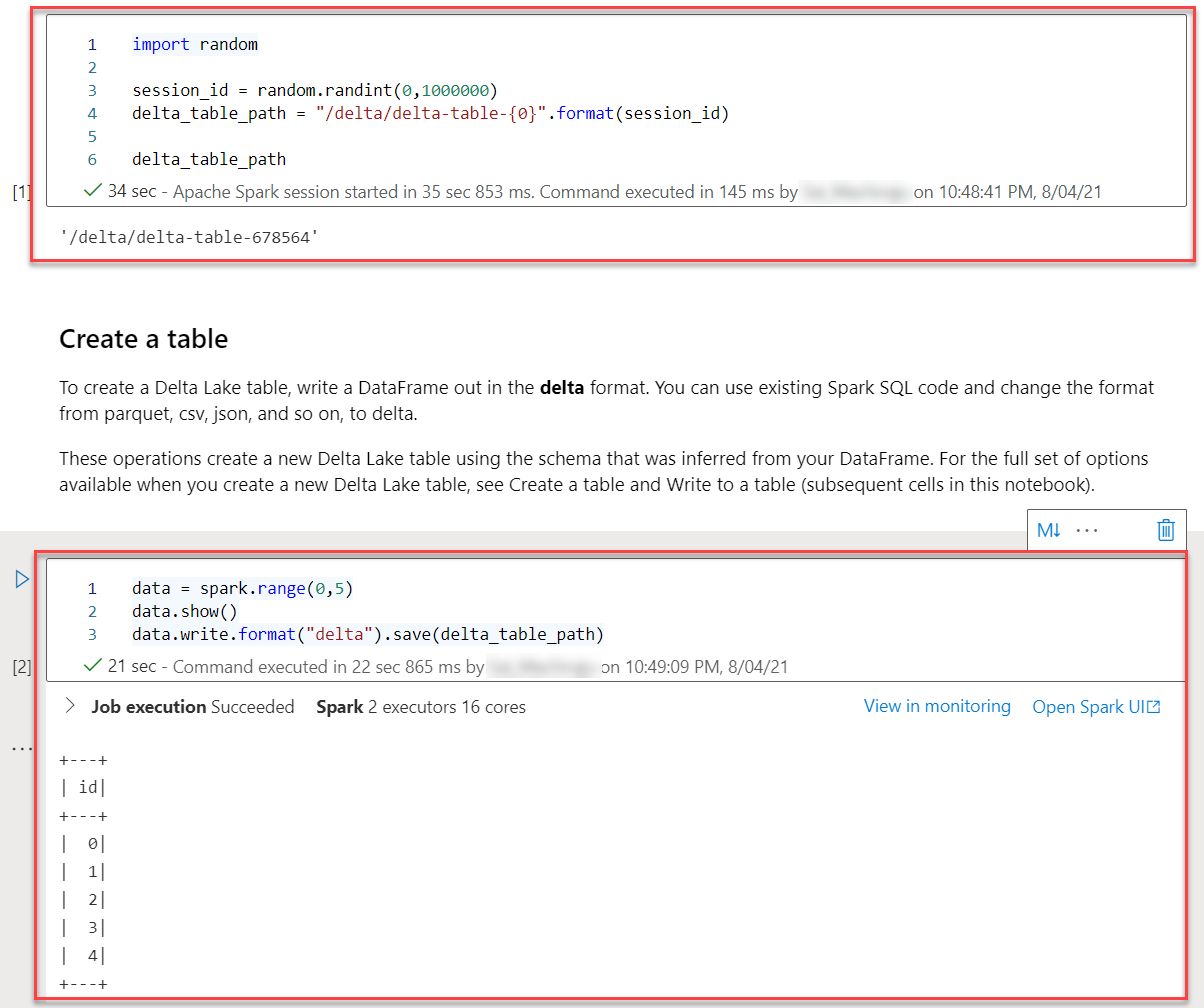 1 import random
2
3 session_id = random.randint(0,1000000)
4 delta_table_path = "/delta/delta-table-{0}".format(session_id)
5
6 delta_table_path
[1] 34 sec - Apache Spark session started in 35 sec 853 ms. Command executed in 145 ms by on 10:48:41 PM, 8/04/21
'/delta/delta-table-678564'
Create a table
To create a Delta Lake table, write a DataFrame out in the delta format. You can use existing Spark SQL code and change the format
from parquet, csv, json, and so on, to delta.
These operations create a new Delta Lake table using the schema that was inferred from your DataFrame. For the full set of options
available when you create a new Delta Lake table, see Create a table and Write to a table (subsequent cells in this notebook).
M↓ ...
1 data = spark.range(0,5)
2 data.show()
3 data.write.format("delta").save(delta_table_path)
[2] 21 sec - Command executed in 22 sec 865 ms by on 10:49:09 PM, 8/04/21
Job execution Succeeded Spark 2 executors 16 cores View in monitoring Open Spark UI
...
+---+
| id|
+---+
|  0|
|  1|
|  2|
|  3|
|  4|
+---+